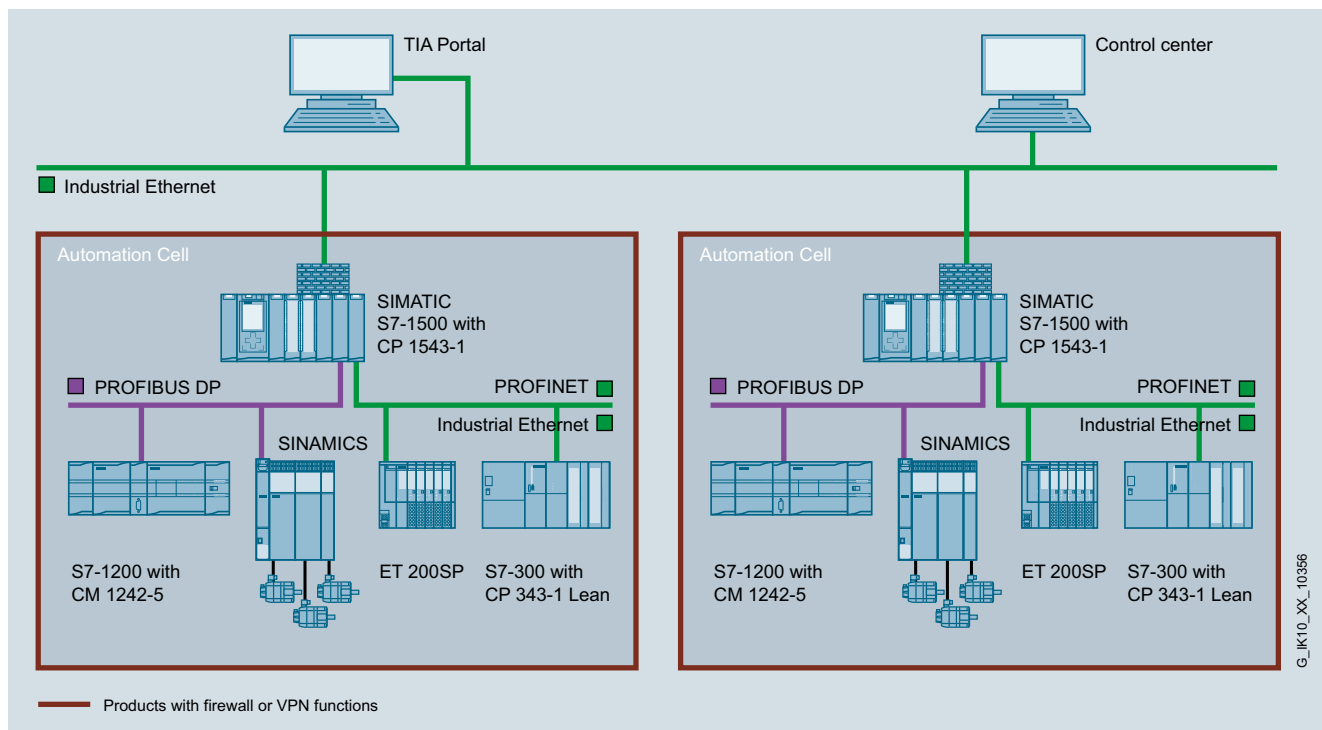 TIA Portal
Control center
Industrial Ethernet
Automation Cell
SIMATIC
S7-1500 with
CP 1543-1
PROFIBUS DP
PROFINET
Industrial Ethernet
SINAMICS
S7-1200 with
CM 1242-5
ET 200SP
S7-300 with
CP 343-1 Lean
Automation Cell
SIMATIC
S7-1500 with
CP 1543-1
PROFIBUS DP
PROFINET
Industrial Ethernet
SINAMICS
S7-1200 with
CM 1242-5
ET 200SP
S7-300 with
CP 343-1 Lean
G_IK10_XX_10356
Products with firewall or VPN functions